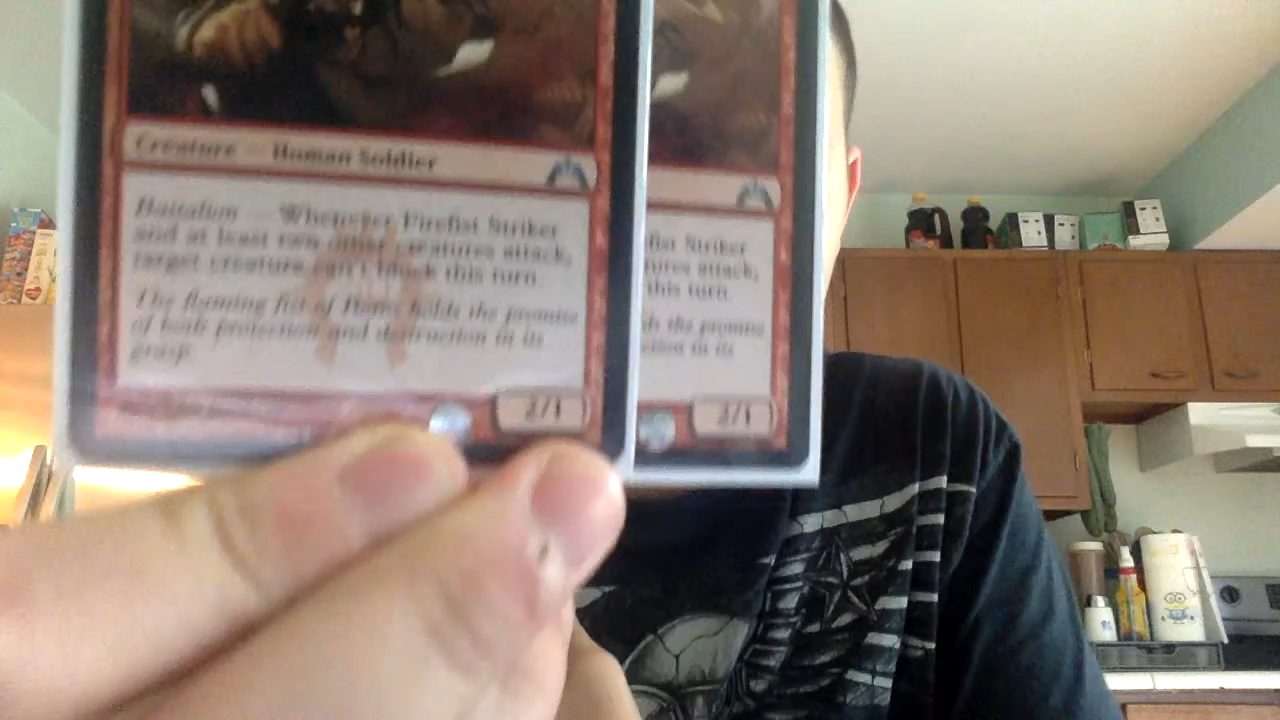 Creature — Human Soldier
Battalion — Whenever Firefist Striker
and at least two other creatures attack,
target creature can't block this turn.
The flaming fist of Boros holds the promise
of both protection and destruction in its
grasp.
2/1
fist Striker
tures attack,
this turn.
ds the promise
ction in its
2/1